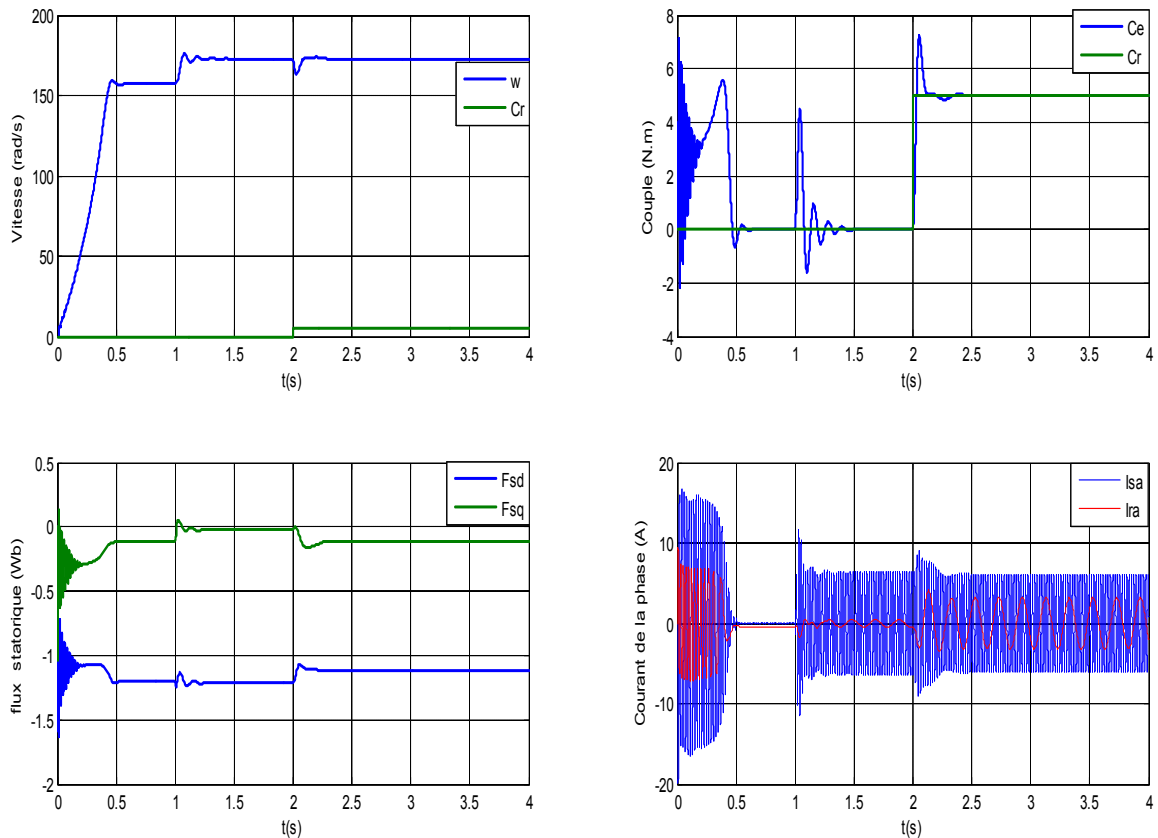 Vitesse (rad/s)
200
150
100
50
0
0 0.5 1 1.5 2 2.5 3 3.5 4
t(s)
w
Cr
Couple (N.m)
8
6
4
2
0
-2
-4
0 0.5 1 1.5 2 2.5 3 3.5 4
t(s)
Ce
Cr
flux statorique (Wb)
0.5
0
-0.5
-1
-1.5
-2
0 0.5 1 1.5 2 2.5 3 3.5 4
t(s)
Fsd
Fsq
Courant de la phase (A)
20
10
0
-10
-20
0 0.5 1 1.5 2 2.5 3 3.5 4
t(s)
Isa
Ira